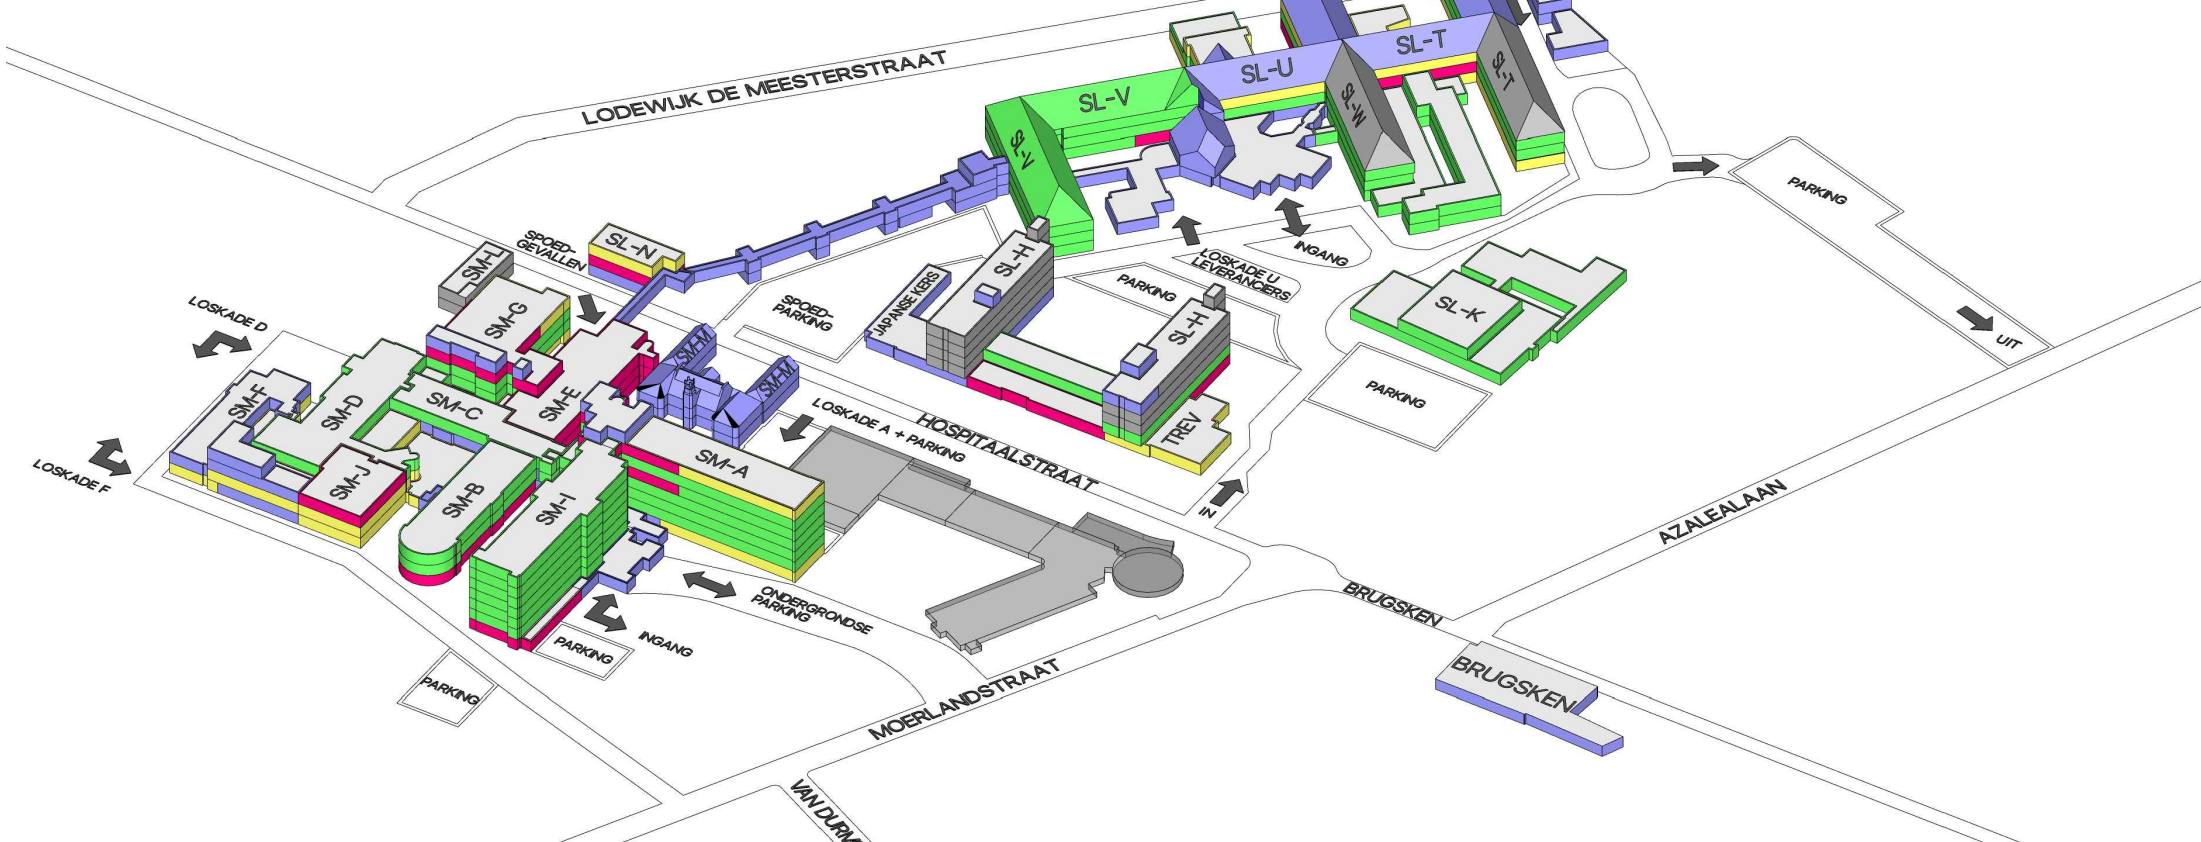 LODEWIJK DE MEESTERSTRAAT
SL-T
SL-U
SL-T
SL-V
SL-W
SL-V
PARKING
SPOED-
GEVALLEN
SL-N
SM-L
INGANG
LOSKADE U
LEVERANCIERS
PARKING
SL-H
JAPANSE KERS
SPOED-
PARKING
SL-H
SL-K
UIT
LOSKADE D
SM-G
SM-M
SM-M
PARKING
SM-F
SM-D
SM-C
SM-E
LOSKADE A + PARKING
HOSPITAALSTRAAT
TREV
LOSKADE F
SM-J
SM-B
SM-I
SM-A
IN
AZALEALAAN
ONDERGRONDSE
PARKING
BRUGSKEN
INGANG
PARKING
PARKING
MOERLANDSTRAAT
BRUGSKEN